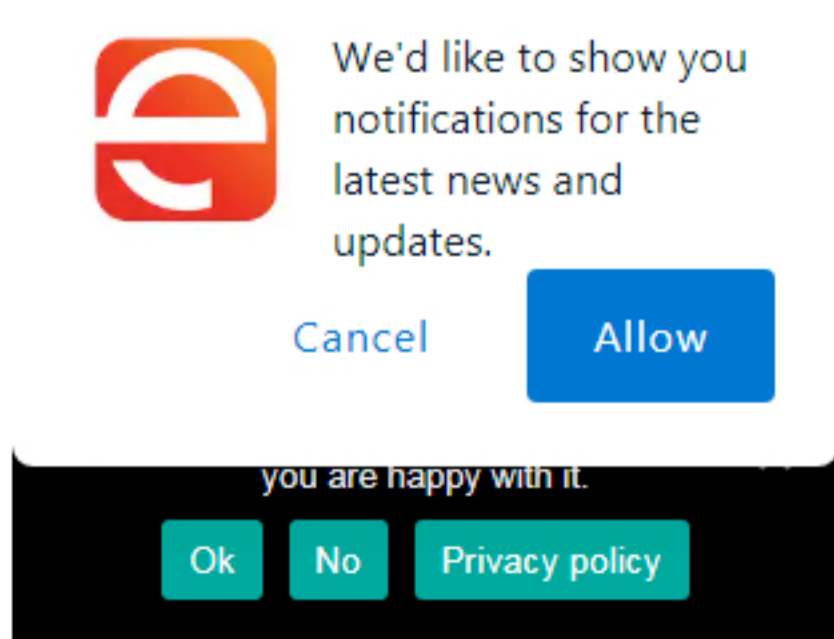 We'd like to show you
notifications for the
latest news and
updates.
Cancel Allow
you are happy with it.
Ok No Privacy policy